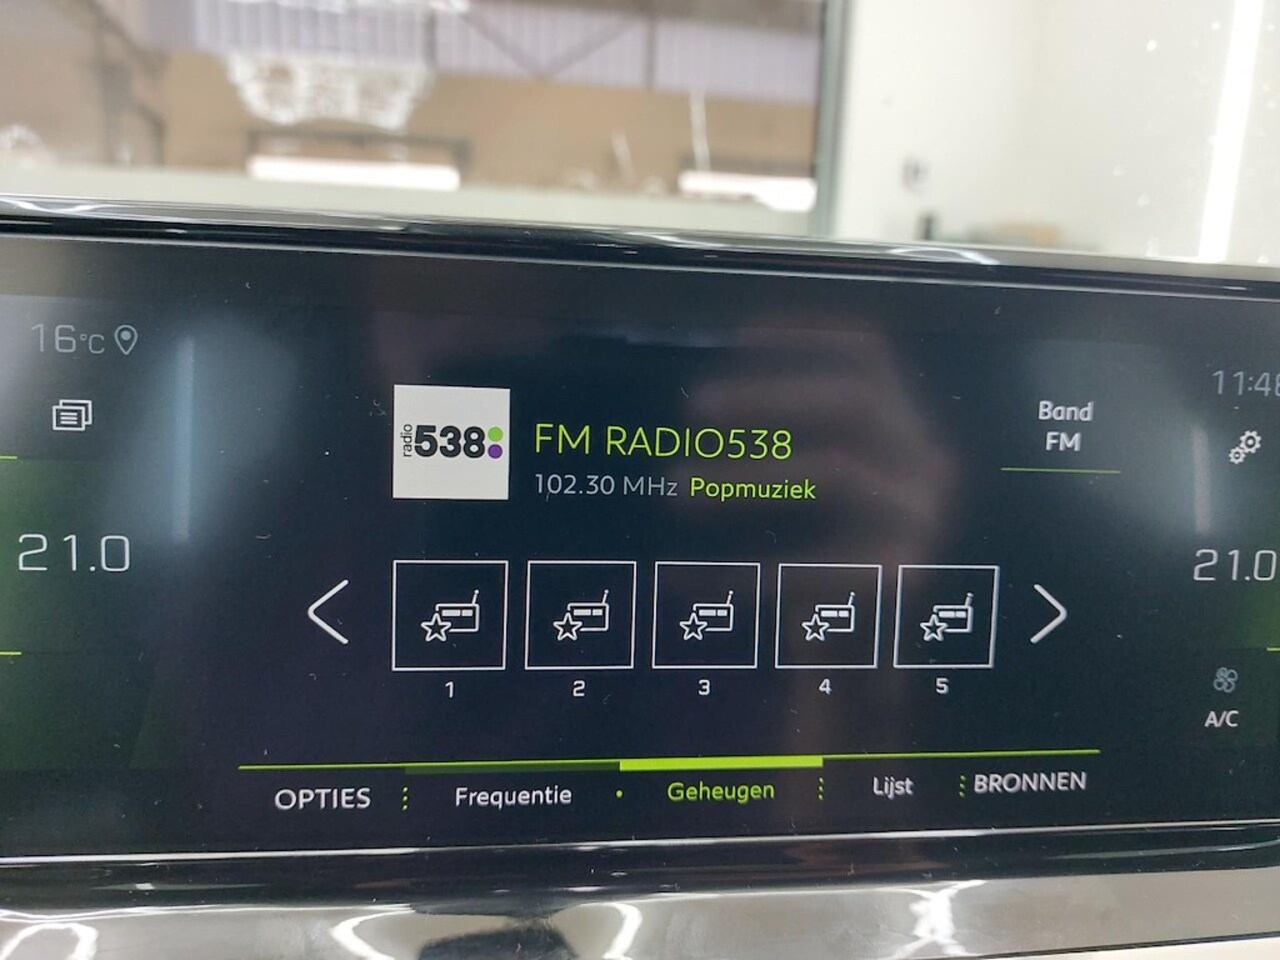 16°C
11:48
radio 538
FM RADIO538
102.30 MHz Popmuziek
Band
FM
21.0
21.0
1 2 3 4 5
A/C
OPTIES Frequentie Geheugen Lijst BRONNEN